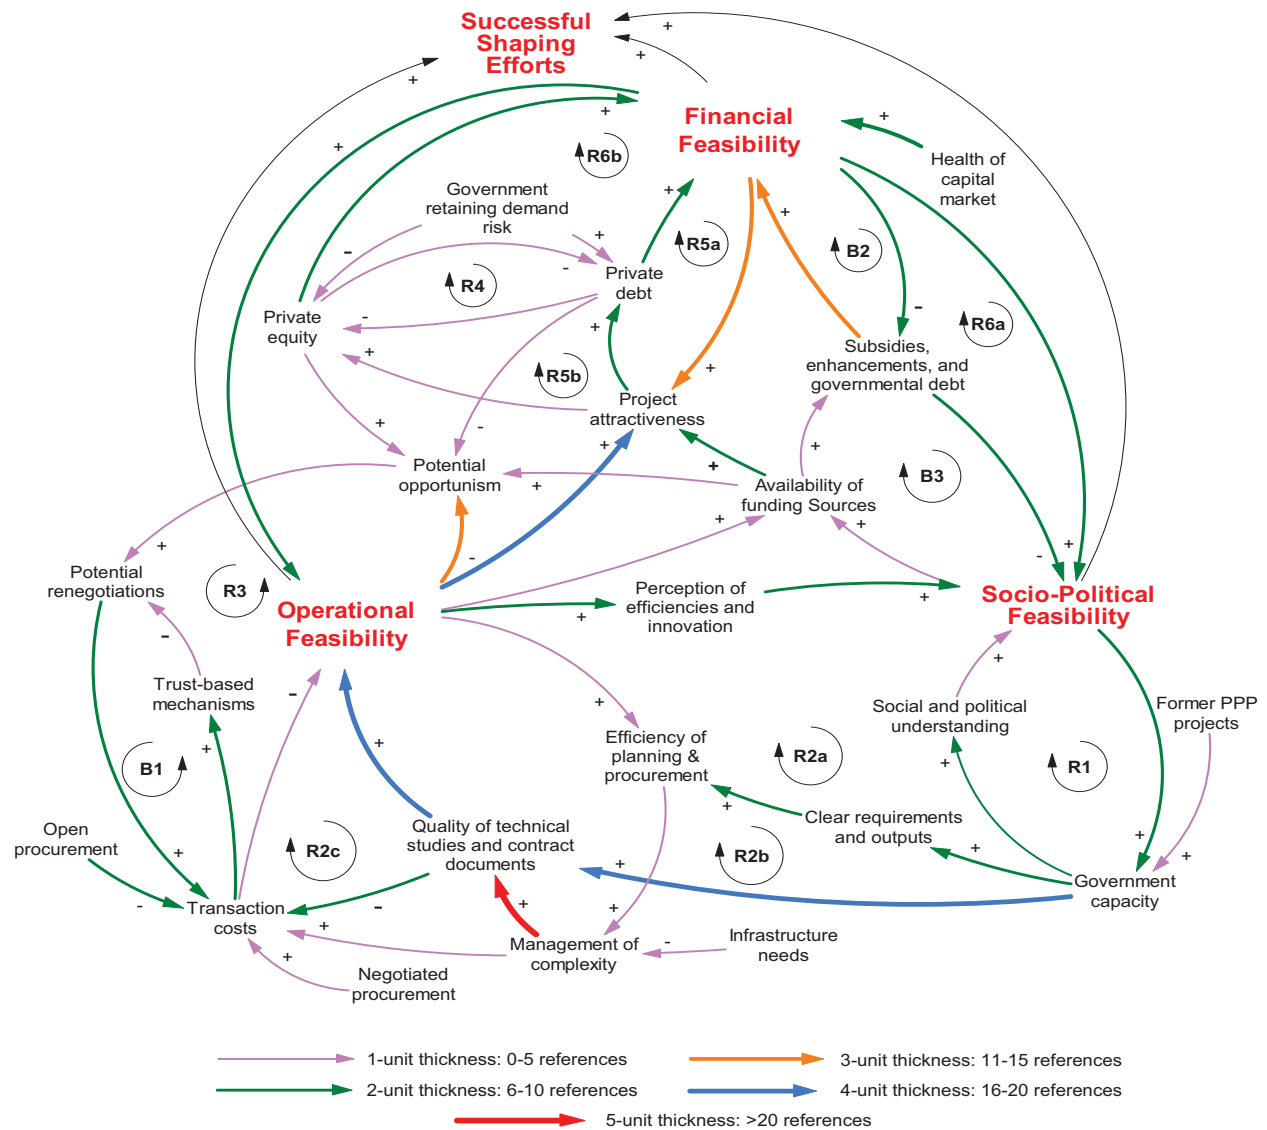 Successful
Shaping
Efforts
+
+
+
Financial
Feasibility
+
+
+
Health of
capital
market
R6b
Government
retaining demand
risk
+
+
-
-
+
R5a
B2
+
R4
Private
debt
-
Private
equity
-
+
+
R6a
Subsidies,
enhancements, and
governmental debt
R5b
+
Project
attractiveness
+
-
+
+
+
Potential
opportunism
+
Availability of
funding Sources
B3
+
+
+
-
-
+
Potential
renegotiations
R3
Operational
Feasibility
Perception of
efficiencies and
innovation
+
+
Socio-Political
Feasibility
-
+
Trust-based
mechanisms
-
+
Social and political
understanding
Former PPP
projects
+
+
Efficiency of
planning &
procurement
R2a
+
R1
B1
+
Open
procurement
Quality of technical
studies and contract
documents
Clear requirements
and outputs
+
+
+
+
R2c
R2b
+
Government
capacity
-
-
Transaction
costs
+
+
+
Management of
complexity
-
Infrastructure
needs
+
Negotiated
procurement
1-unit thickness: 0-5 references
3-unit thickness: 11-15 references
2-unit thickness: 6-10 references
4-unit thickness: 16-20 references
5-unit thickness: >20 references